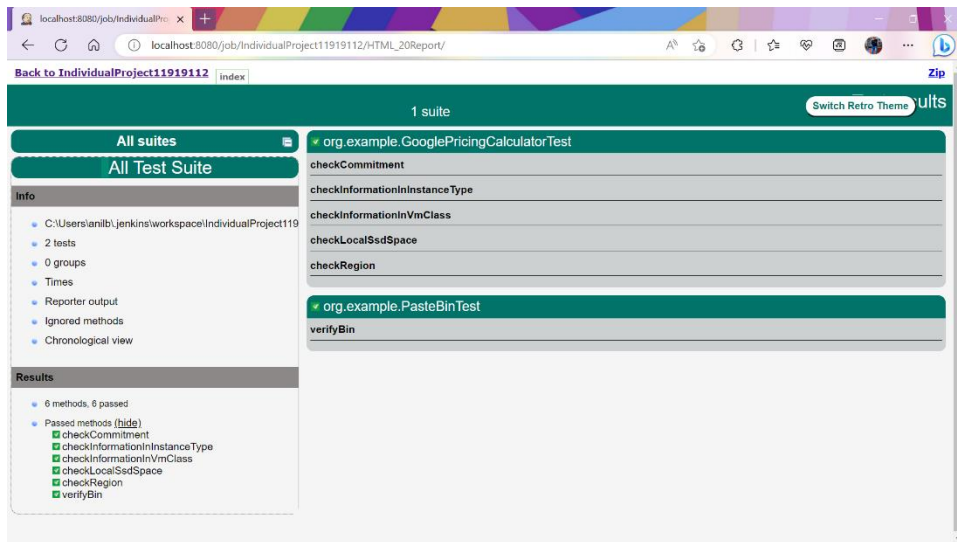 localhost:8080/job/IndividualPro
localhost:8080/job/IndividualProject11919112/HTML_20Report/
Back to IndividualProject11919112
index
Zip
1 suite
Switch Retro Theme
ults
All suites
All Test Suite
Info
C:\Users\anilb\.jenkins\workspace\IndividualProject119
2 tests
0 groups
Times
Reporter output
Ignored methods
Chronological view
Results
6 methods, 6 passed
Passed methods (hide)
checkCommitment
checkInformationInInstanceType
checkInformationInVmClass
checkLocalSsdSpace
checkRegion
verifyBin
org.example.GooglePricingCalculatorTest
checkCommitment
checkInformationInInstanceType
checkInformationInVmClass
checkLocalSsdSpace
checkRegion
org.example.PasteBinTest
verifyBin